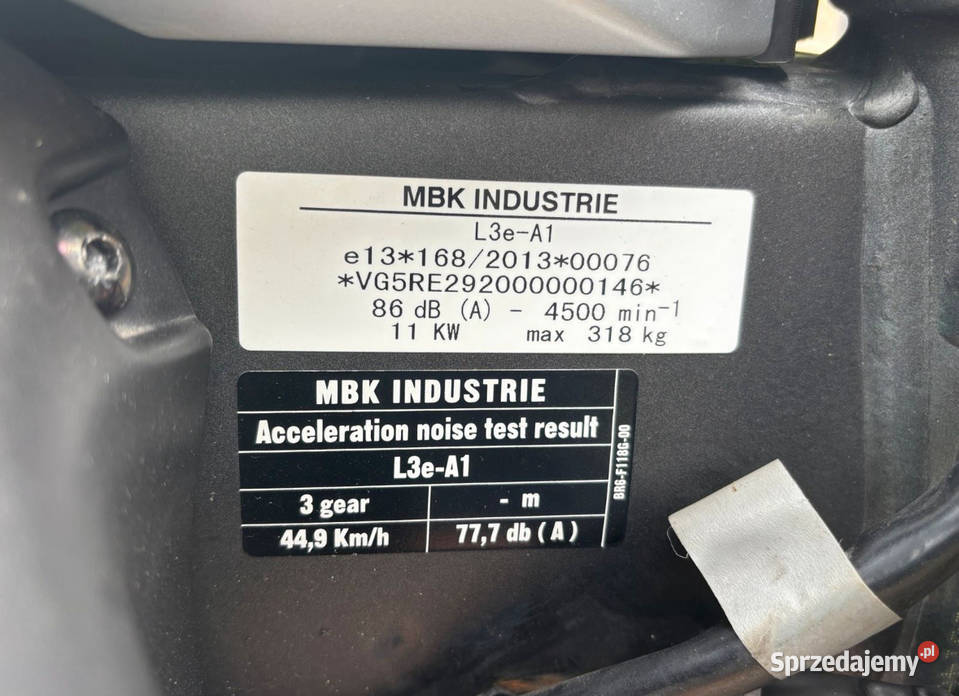 MBK INDUSTRIE
L3e-A1
e13*168/2013*00076
*VG5RE292000000146*
86 dB (A) - 4500 min-1
11 KW max 318 kg
MBK INDUSTRIE
Acceleration noise test result
L3e-A1
3 gear - m
44,9 Km/h 77,7 db (A)
BR6-F118G-00
Sprzedajemy.pl